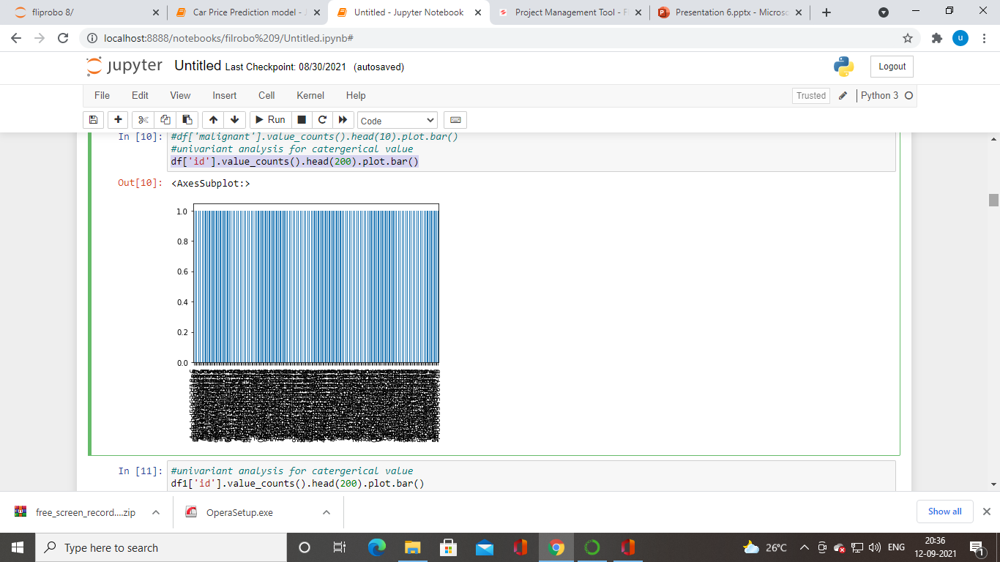 fliprobo 8/
Car Price Prediction model - J
Untitled - Jupyter Notebook
Project Management Tool - Fl
Presentation 6.pptx - Microso
localhost:8888/notebooks/filrobo%209/Untitled.ipynb#
u
jupyter Untitled Last Checkpoint: 08/30/2021 (autosaved)
Logout
File Edit View Insert Cell Kernel Help
Trusted Python 3
Run Code
In [10]: #df['malignant'].value_counts().head(10).plot.bar()
#univariant analysis for catergerical value
df['id'].value_counts().head(200).plot.bar()
Out[10]: <AxesSubplot:>
1.0
0.8
0.6
0.4
0.2
0.0
In [11]: #univariant analysis for catergerical value
df1['id'].value_counts().head(200).plot.bar()
free_screen_record....zip
OperaSetup.exe
Show all
Type here to search
26°C
ENG
20:36
12-09-2021
1